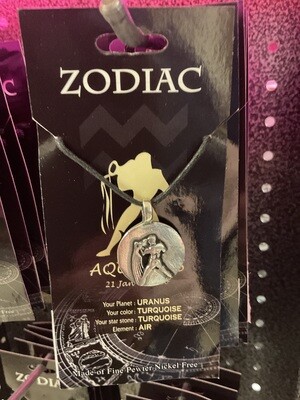 ZODIAC
21 Jan
Your Planet : URANUS
Your color : TURQUOISE
Your star stone : TURQUOISE
Element : AIR
Made of Fine Pewter Nickel Free
ZODIA